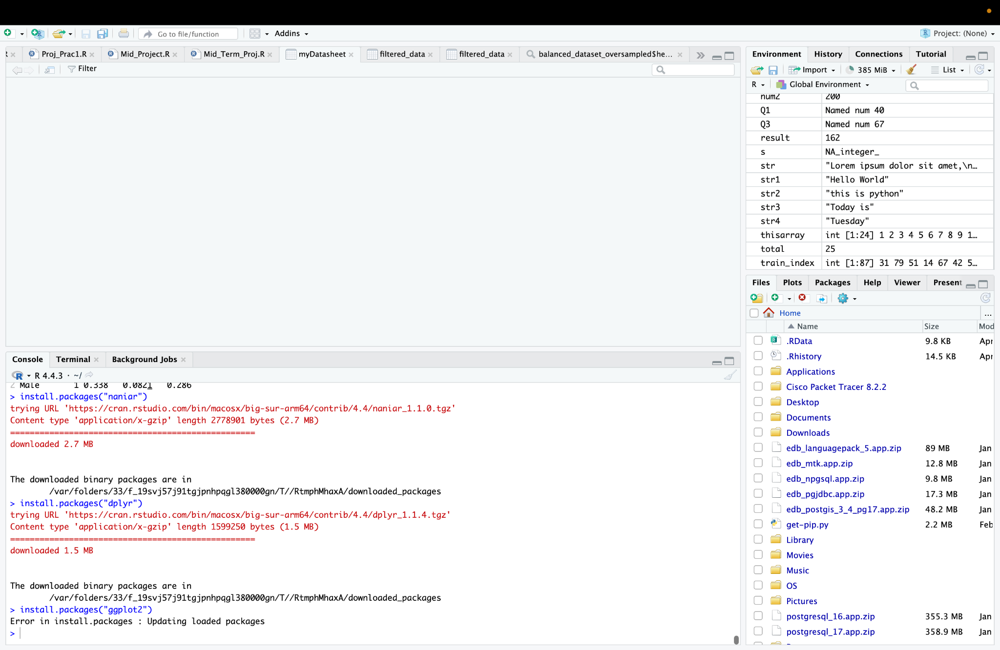 Go to file/function
Addins
Project: (None)
R
Proj_Prac1.R
Mid_Project.R
Mid_Term_Proj.R
myDatasheet
filtered_data
filtered_data
balanced_dataset_oversampled$he...
Filter
Console
Terminal
Background Jobs
R 4.4.3 · ~/
2 Male 1 0.338 0.0821 0.286
> install.packages("naniar")
trying URL 'https://cran.rstudio.com/bin/macosx/big-sur-arm64/contrib/4.4/naniar_1.1.0.tgz'
Content type 'application/x-gzip' length 2778901 bytes (2.7 MB)
==================================================
downloaded 2.7 MB
The downloaded binary packages are in
/var/folders/33/f_19svj57j91tgjpnhpqgl380000gn/T//RtmphMhaxA/downloaded_packages
> install.packages("dplyr")
trying URL 'https://cran.rstudio.com/bin/macosx/big-sur-arm64/contrib/4.4/dplyr_1.1.4.tgz'
Content type 'application/x-gzip' length 1599250 bytes (1.5 MB)
==================================================
downloaded 1.5 MB
The downloaded binary packages are in
/var/folders/33/f_19svj57j91tgjpnhpqgl380000gn/T//RtmphMhaxA/downloaded_packages
> install.packages("ggplot2")
Error in install.packages : Updating loaded packages
>
Environment
History
Connections
Tutorial
Import
385 MiB
List
R
Global Environment
num2 200
Q1 Named num 40
Q3 Named num 67
result 162
s NA_integer_
str "Lorem ipsum dolor sit amet,\n…
str1 "Hello World"
str2 "this is python"
str3 "Today is"
str4 "Tuesday"
thisarray int [1:24] 1 2 3 4 5 6 7 8 9 1…
total 25
train_index int [1:87] 31 79 51 14 67 42 5…
Files
Plots
Packages
Help
Viewer
Present
Home
...
Name Size Mod
.RData 9.8 KB Apr
.Rhistory 14.5 KB Apr
Applications
Cisco Packet Tracer 8.2.2
Desktop
Documents
Downloads
edb_languagepack_5.app.zip 89 MB Jan
edb_mtk.app.zip 12.8 MB Jan
edb_npgsql.app.zip 9.8 MB Jan
edb_pgjdbc.app.zip 17.3 MB Jan
edb_postgis_3_4_pg17.app.zip 48.2 MB Jan
get-pip.py 2.2 MB Feb
Library
Movies
Music
OS
Pictures
postgresql_16.app.zip 355.3 MB Jan
postgresql_17.app.zip 358.9 MB Jan